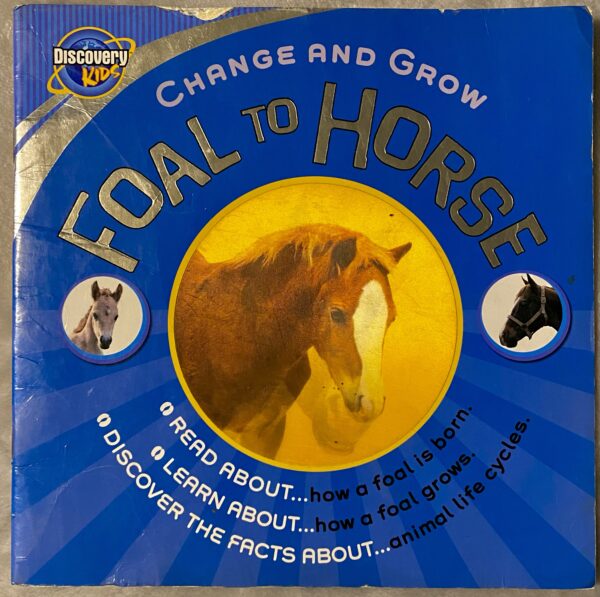 Discovery
KIDS
CHANGE AND GROW
FOAL TO HORSE
READ ABOUT...how a foal is born.
LEARN ABOUT...how a foal grows.
DISCOVER THE FACTS ABOUT...animal life cycles.